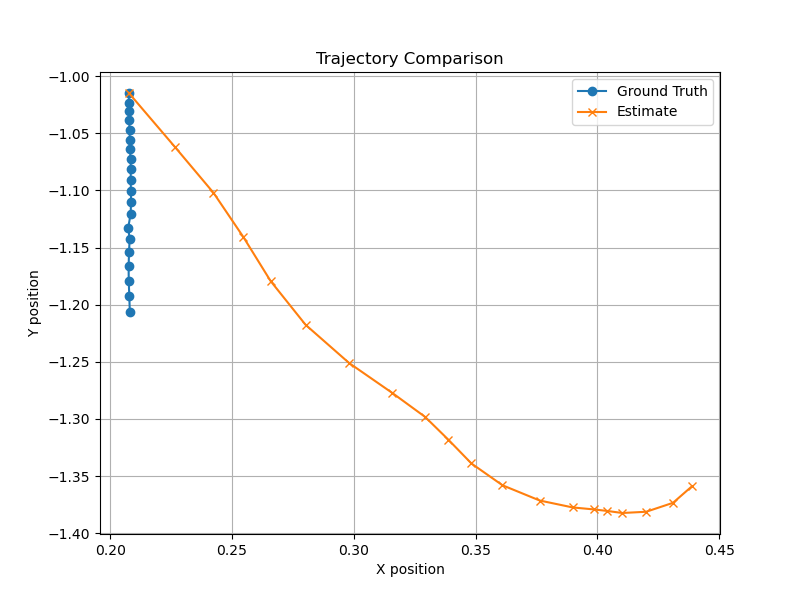 Trajectory Comparison
Ground Truth
Estimate
−1.00
−1.05
−1.10
−1.15
−1.20
−1.25
−1.30
−1.35
−1.40
Y position
0.20 0.25 0.30 0.35 0.40 0.45
X position